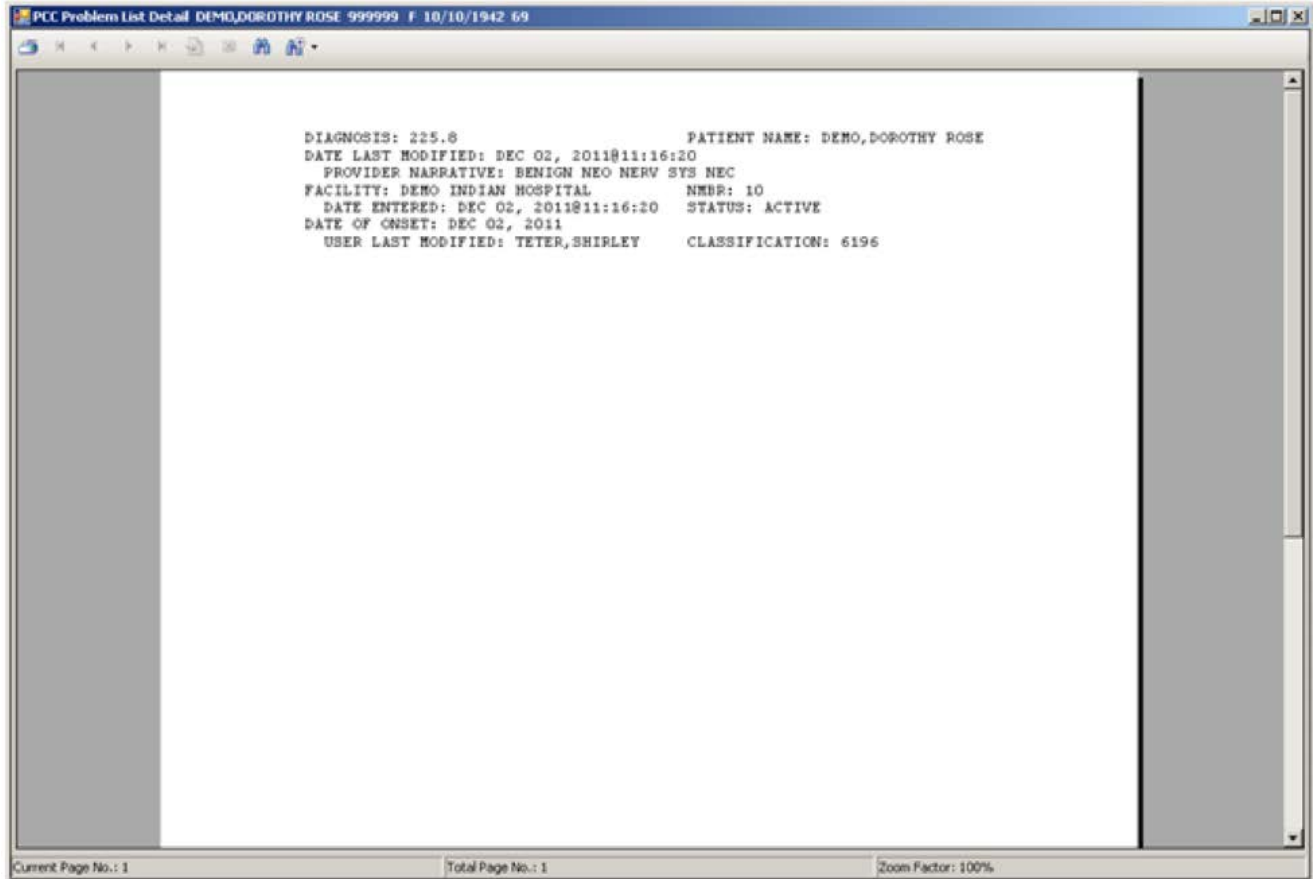 PCC Problem List Detail DEMO,DOROTHY ROSE 999999 F 10/10/1942 69
DIAGNOSIS: 225.8 PATIENT NAME: DEMO,DOROTHY ROSE
DATE LAST MODIFIED: DEC 02, 2011@11:16:20
PROVIDER NARRATIVE: BENIGN NEO NERV SYS NEC
FACILITY: DEMO INDIAN HOSPITAL NMBR: 10
DATE ENTERED: DEC 02, 2011@11:16:20 STATUS: ACTIVE
DATE OF ONSET: DEC 02, 2011
USER LAST MODIFIED: TETER,SHIRLEY CLASSIFICATION: 6196
Current Page No.: 1 Total Page No.: 1 Zoom Factor: 100%